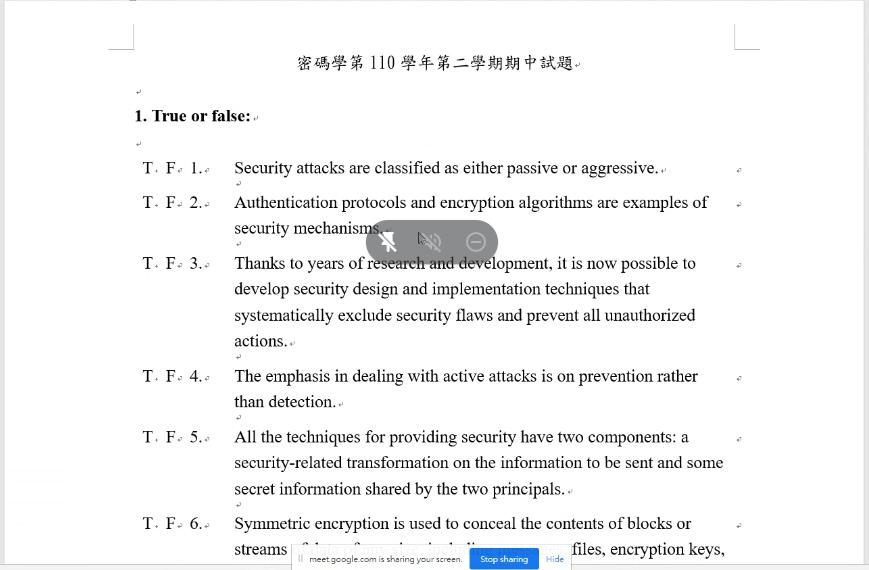 密碼學第 110 學年第二學期期中試題
1. True or false:
T. F. 1. Security attacks are classified as either passive or aggressive.
T. F. 2. Authentication protocols and encryption algorithms are examples of
security mechanisms.
T. F. 3. Thanks to years of research and development, it is now possible to
develop security design and implementation techniques that
systematically exclude security flaws and prevent all unauthorized
actions.
T. F. 4. The emphasis in dealing with active attacks is on prevention rather
than detection.
T. F. 5. All the techniques for providing security have two components: a
security-related transformation on the information to be sent and some
secret information shared by the two principals.
T. F. 6. Symmetric encryption is used to conceal the contents of blocks or
streams files, encryption keys,
meet.google.com is sharing your screen. Stop sharing Hide